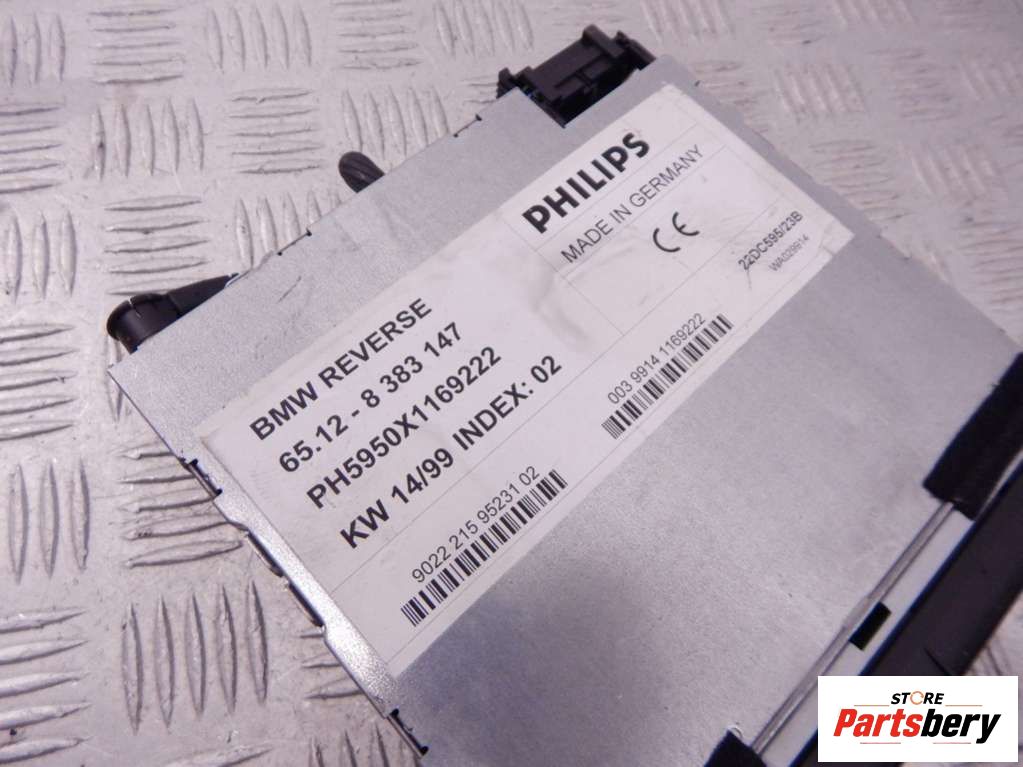 PHILIPS
MADE IN GERMANY
CE
22DC595/23B
WA029914
BMW REVERSE
65.12 - 8 383 147
PH5950X1169222
KW 14/99 INDEX: 02
003 9914 1169222
9022 215 95231 02
STORE
Partsbery